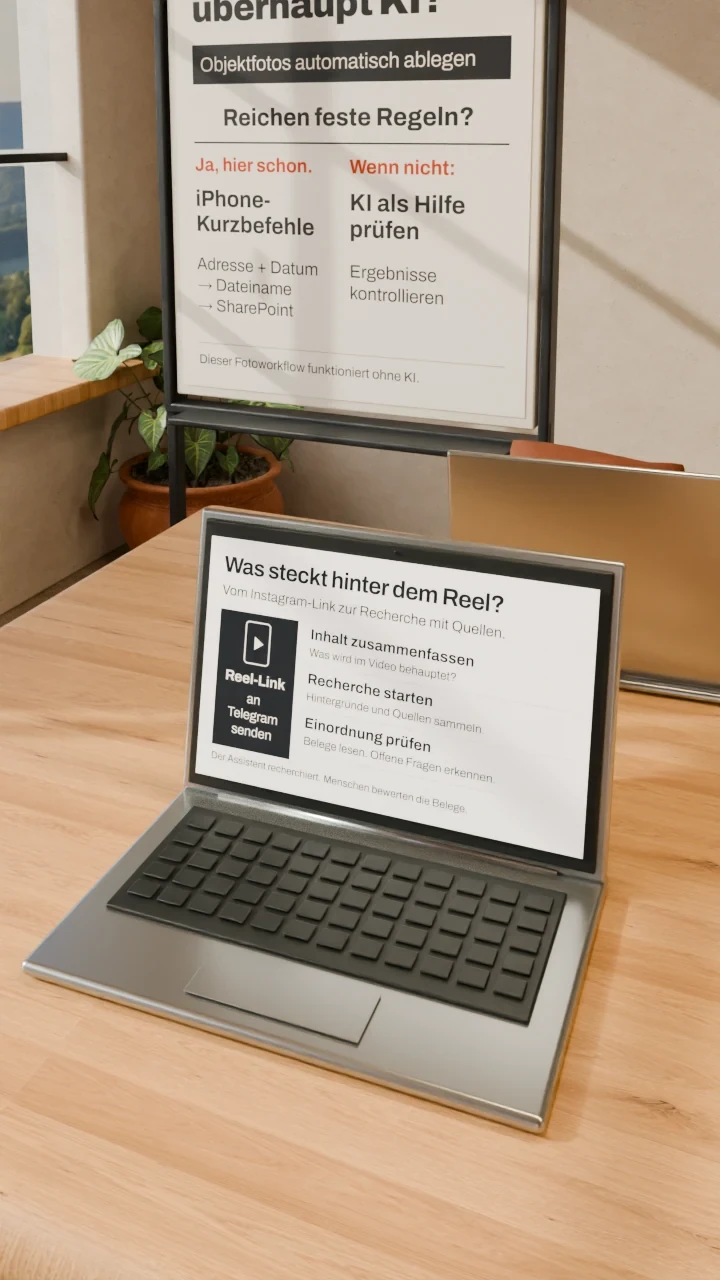 überhaupt KI?
Objektfotos automatisch ablegen
Reichen feste Regeln?
Ja, hier schon.
iPhone-
Kurzbefehle
Adresse + Datum
→ Dateiname
→ SharePoint
Wenn nicht:
KI als Hilfe
prüfen
Ergebnisse
kontrollieren
Dieser Fotoworkflow funktioniert ohne KI.
Was steckt hinter dem Reel?
Vom Instagram-Link zur Recherche mit Quellen.
Reel-Link
an
Telegram
senden
Inhalt zusammenfassen
Was wird im Video behauptet?
Recherche starten
Hintergründe und Quellen sammeln.
Einordnung prüfen
Belege lesen. Offene Fragen erkennen.
Der Assistent recherchiert. Menschen bewerten die Belege.